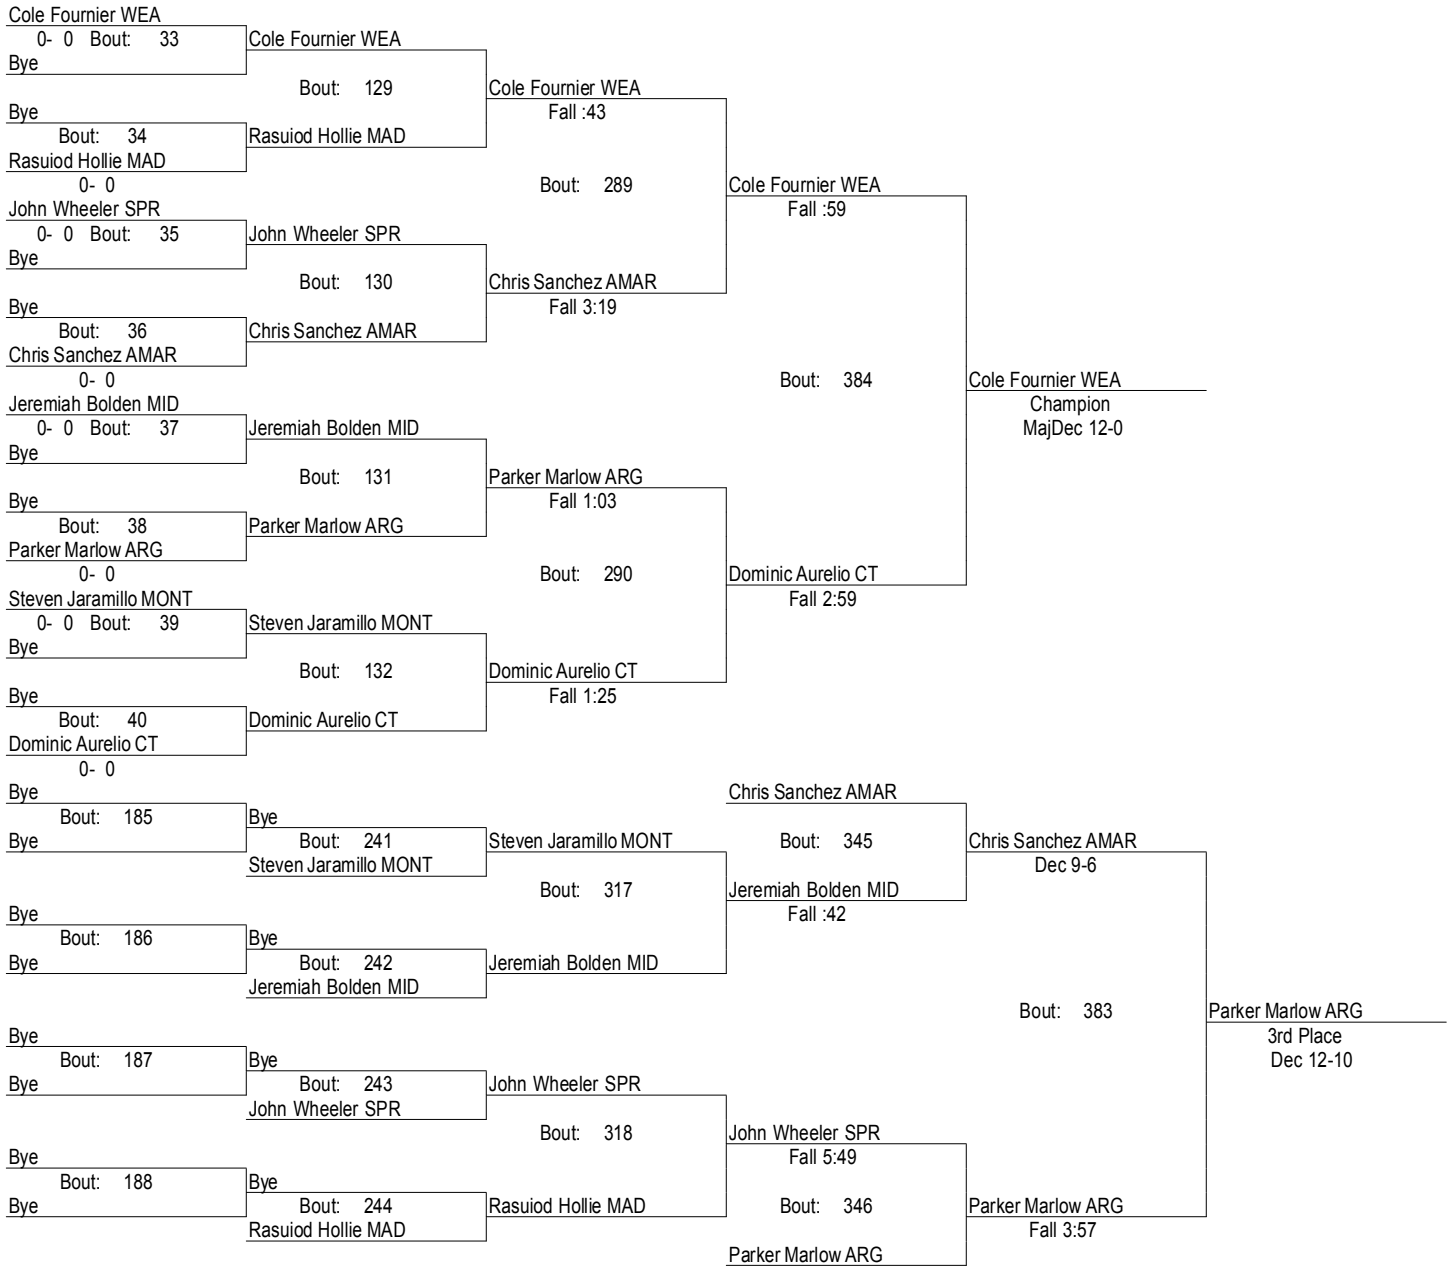 Cole Fournier WEA
0- 0 Bout: 33
Cole Fournier WEA
Bye
Bout: 129
Cole Fournier WEA
Bye
Fall :43
Bout: 34
Rasuiod Hollie MAD
Rasuiod Hollie MAD
0- 0
Bout: 289
Cole Fournier WEA
John Wheeler SPR
Fall :59
0- 0 Bout: 35
John Wheeler SPR
Bye
Bout: 130
Chris Sanchez AMAR
Bye
Fall 3:19
Bout: 36
Chris Sanchez AMAR
Chris Sanchez AMAR
0- 0
Bout: 384
Cole Fournier WEA
Jeremiah Bolden MID
Champion
0- 0 Bout: 37
Jeremiah Bolden MID
MajDec 12-0
Bye
Bout: 131
Parker Marlow ARG
Bye
Fall 1:03
Bout: 38
Parker Marlow ARG
Parker Marlow ARG
0- 0
Bout: 290
Dominic Aurelio CT
Steven Jaramillo MONT
Fall 2:59
0- 0 Bout: 39
Steven Jaramillo MONT
Bye
Bout: 132
Dominic Aurelio CT
Bye
Fall 1:25
Bout: 40
Dominic Aurelio CT
Dominic Aurelio CT
0- 0
Bye
Chris Sanchez AMAR
Bout: 185
Bye
Bye
Bout: 241
Steven Jaramillo MONT
Bout: 345
Chris Sanchez AMAR
Steven Jaramillo MONT
Dec 9-6
Bout: 317
Jeremiah Bolden MID
Bye
Fall :42
Bout: 186
Bye
Bye
Bout: 242
Jeremiah Bolden MID
Jeremiah Bolden MID
Bout: 383
Parker Marlow ARG
Bye
3rd Place
Bout: 187
Bye
Dec 12-10
Bye
Bout: 243
John Wheeler SPR
John Wheeler SPR
Bout: 318
John Wheeler SPR
Bye
Fall 5:49
Bout: 188
Bye
Bye
Bout: 244
Rasuiod Hollie MAD
Bout: 346
Parker Marlow ARG
Rasuiod Hollie MAD
Fall 3:57
Parker Marlow ARG